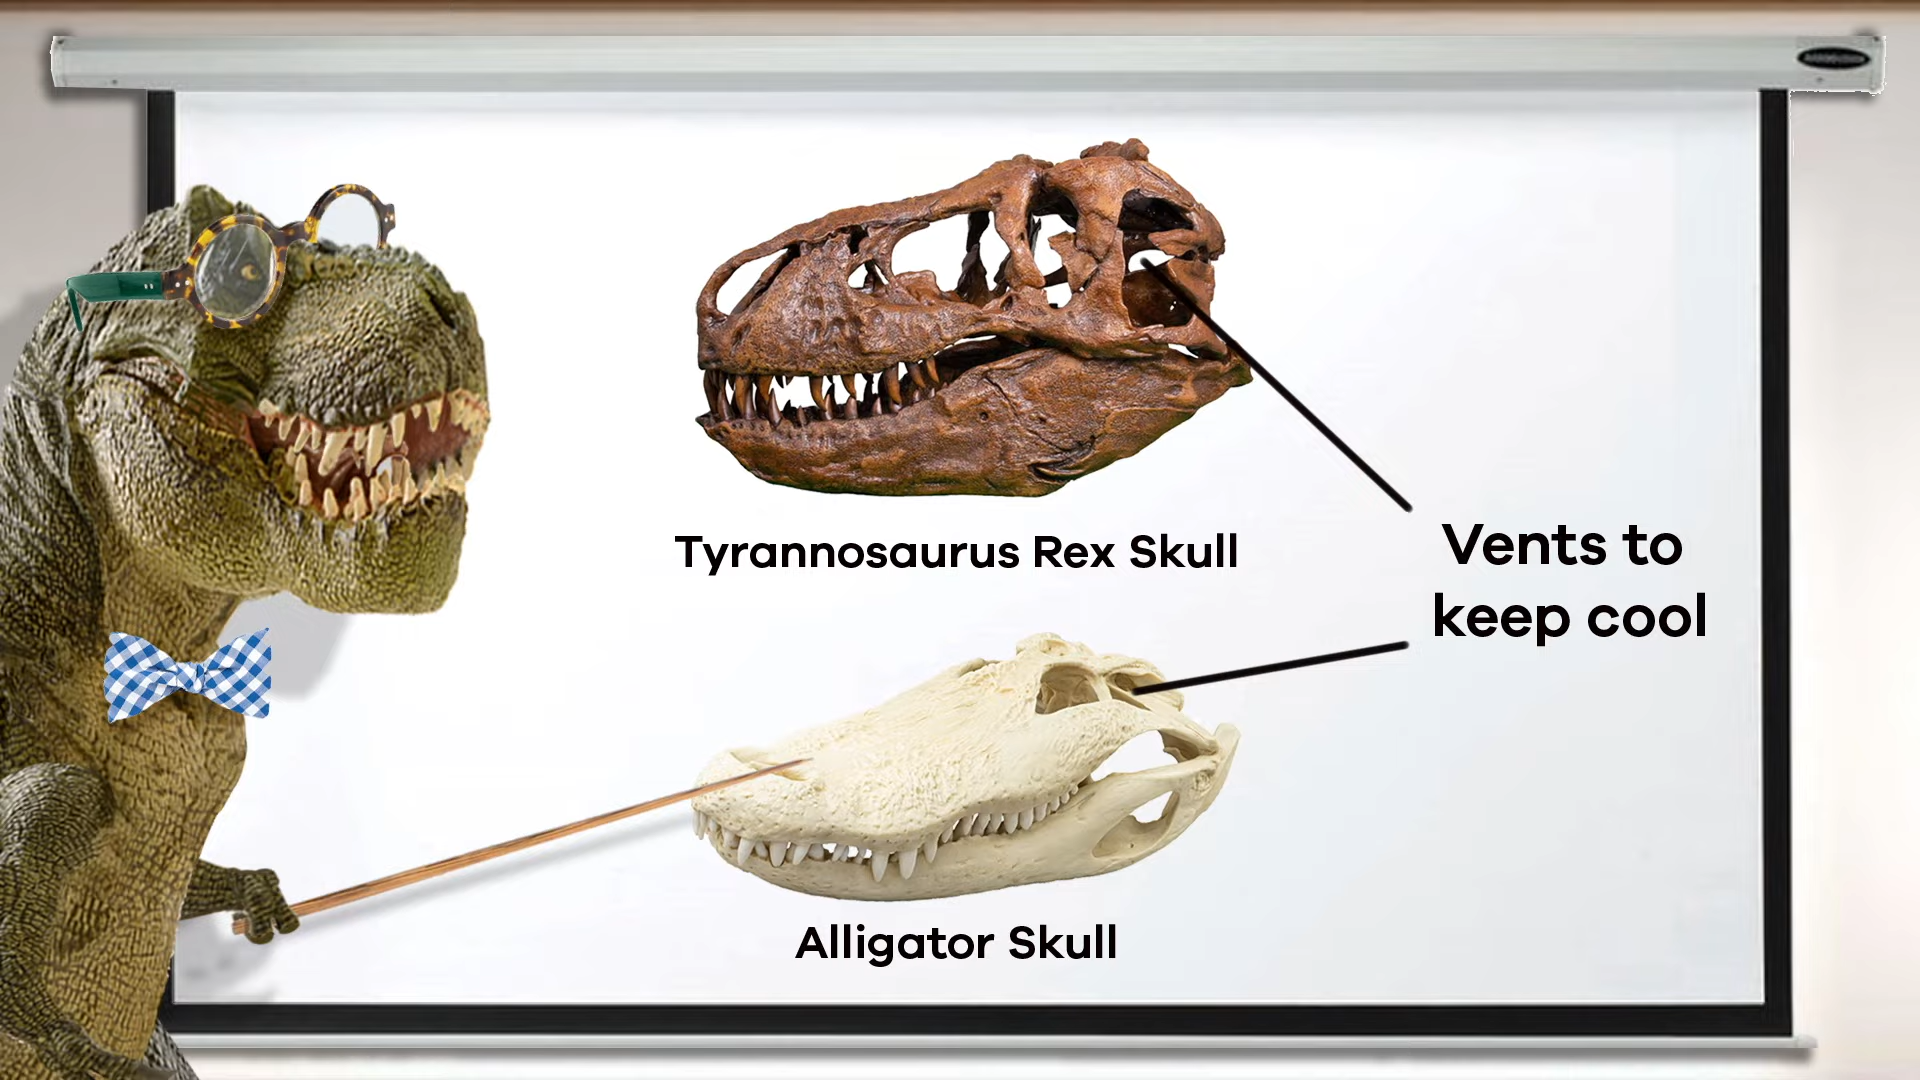 Tyrannosaurus Rex Skull
Vents to
keep cool
Alligator Skull